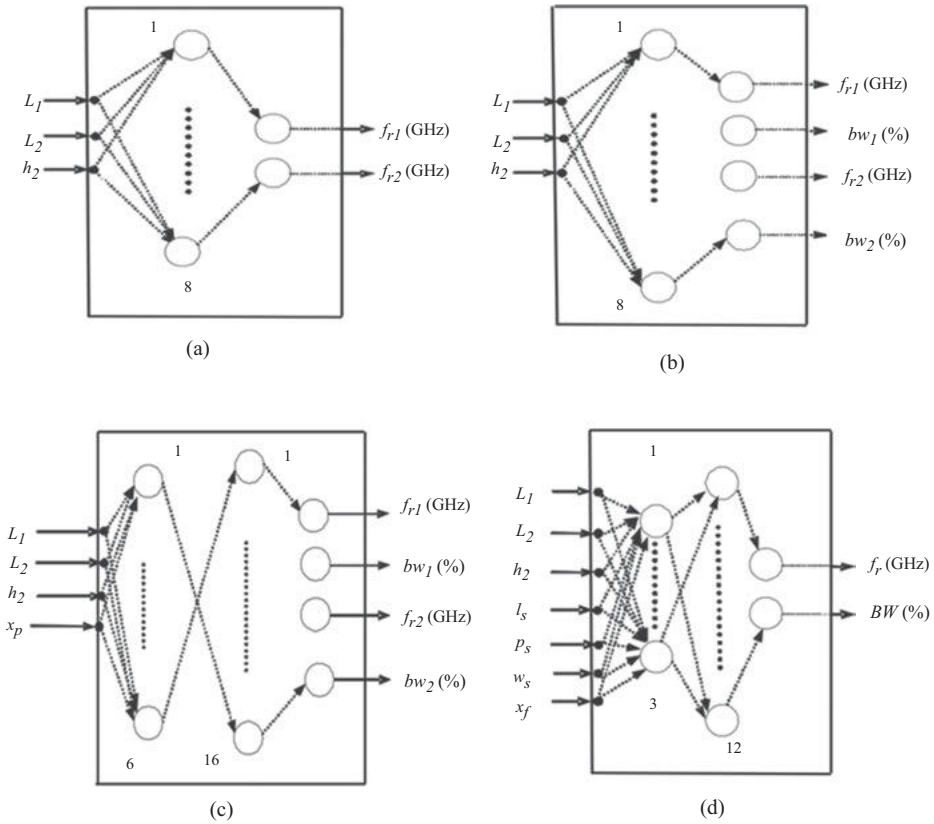 1
L1
L2
h2
fr1 (GHz)
fr2 (GHz)
8
(a)
1
L1
L2
h2
fr1 (GHz)
bw1 (%)
fr2 (GHz)
bw2 (%)
8
(b)
1
1
L1
L2
h2
xp
fr1 (GHz)
bw1 (%)
fr2 (GHz)
bw2 (%)
6
16
(c)
1
L1
L2
h2
ls
ps
ws
xf
fr (GHz)
BW (%)
3
12
(d)